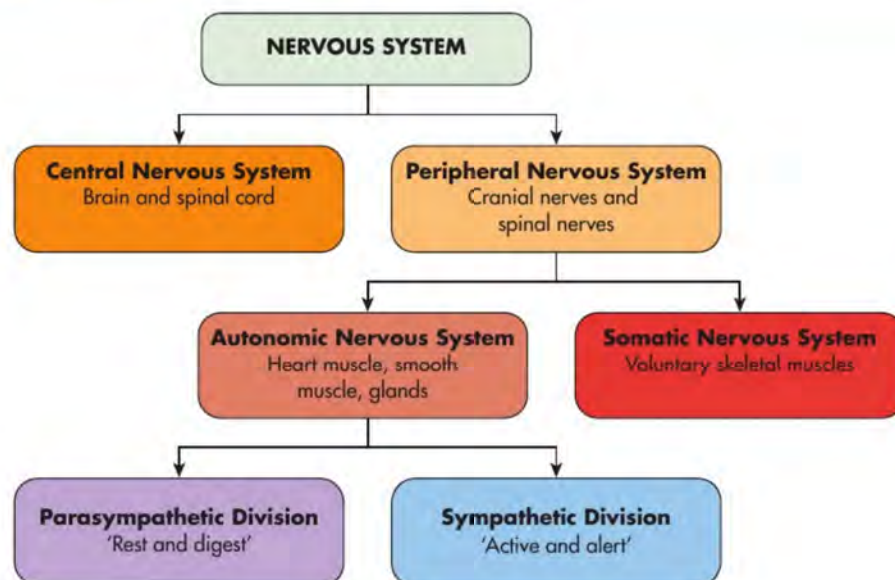 NERVOUS SYSTEM
Central Nervous System
Brain and spinal cord
Peripheral Nervous System
Cranial nerves and
spinal nerves
Autonomic Nervous System
Heart muscle, smooth
muscle, glands
Somatic Nervous System
Voluntary skeletal muscles
Parasympathetic Division
‘Rest and digest’
Sympathetic Division
‘Active and alert’